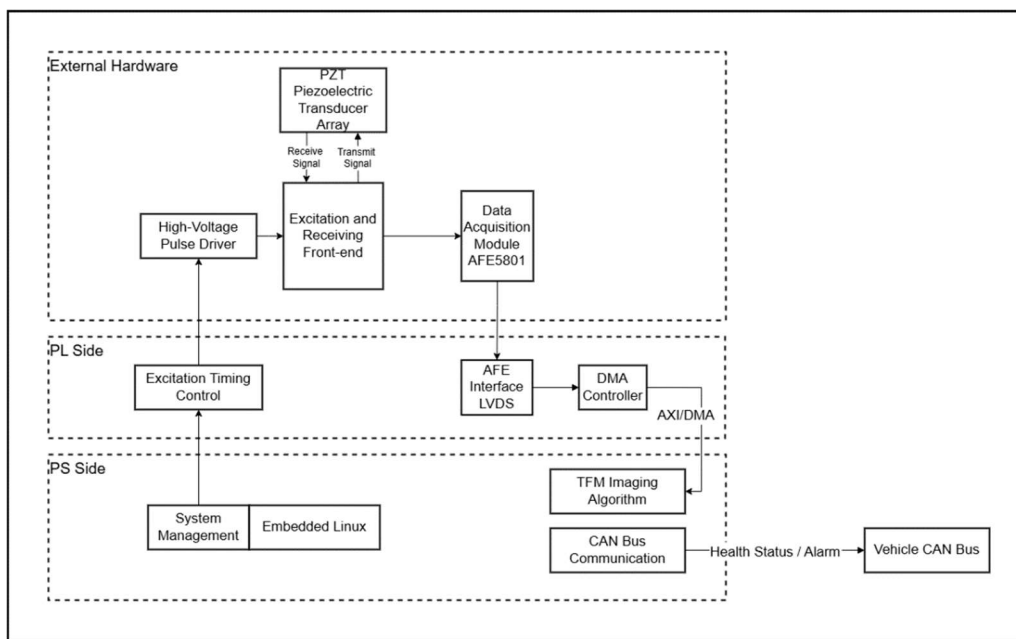 External Hardware
PZT
Piezoelectric
Transducer
Array
Receive
Signal
Transmit
Signal
High-Voltage
Pulse Driver
Excitation and
Receiving
Front-end
Data
Acquisition
Module
AFE5801
PL Side
Excitation Timing
Control
AFE
Interface
LVDS
DMA
Controller
AXI/DMA
PS Side
System
Management
Embedded Linux
TFM Imaging
Algorithm
CAN Bus
Communication
Health Status / Alarm
Vehicle CAN Bus